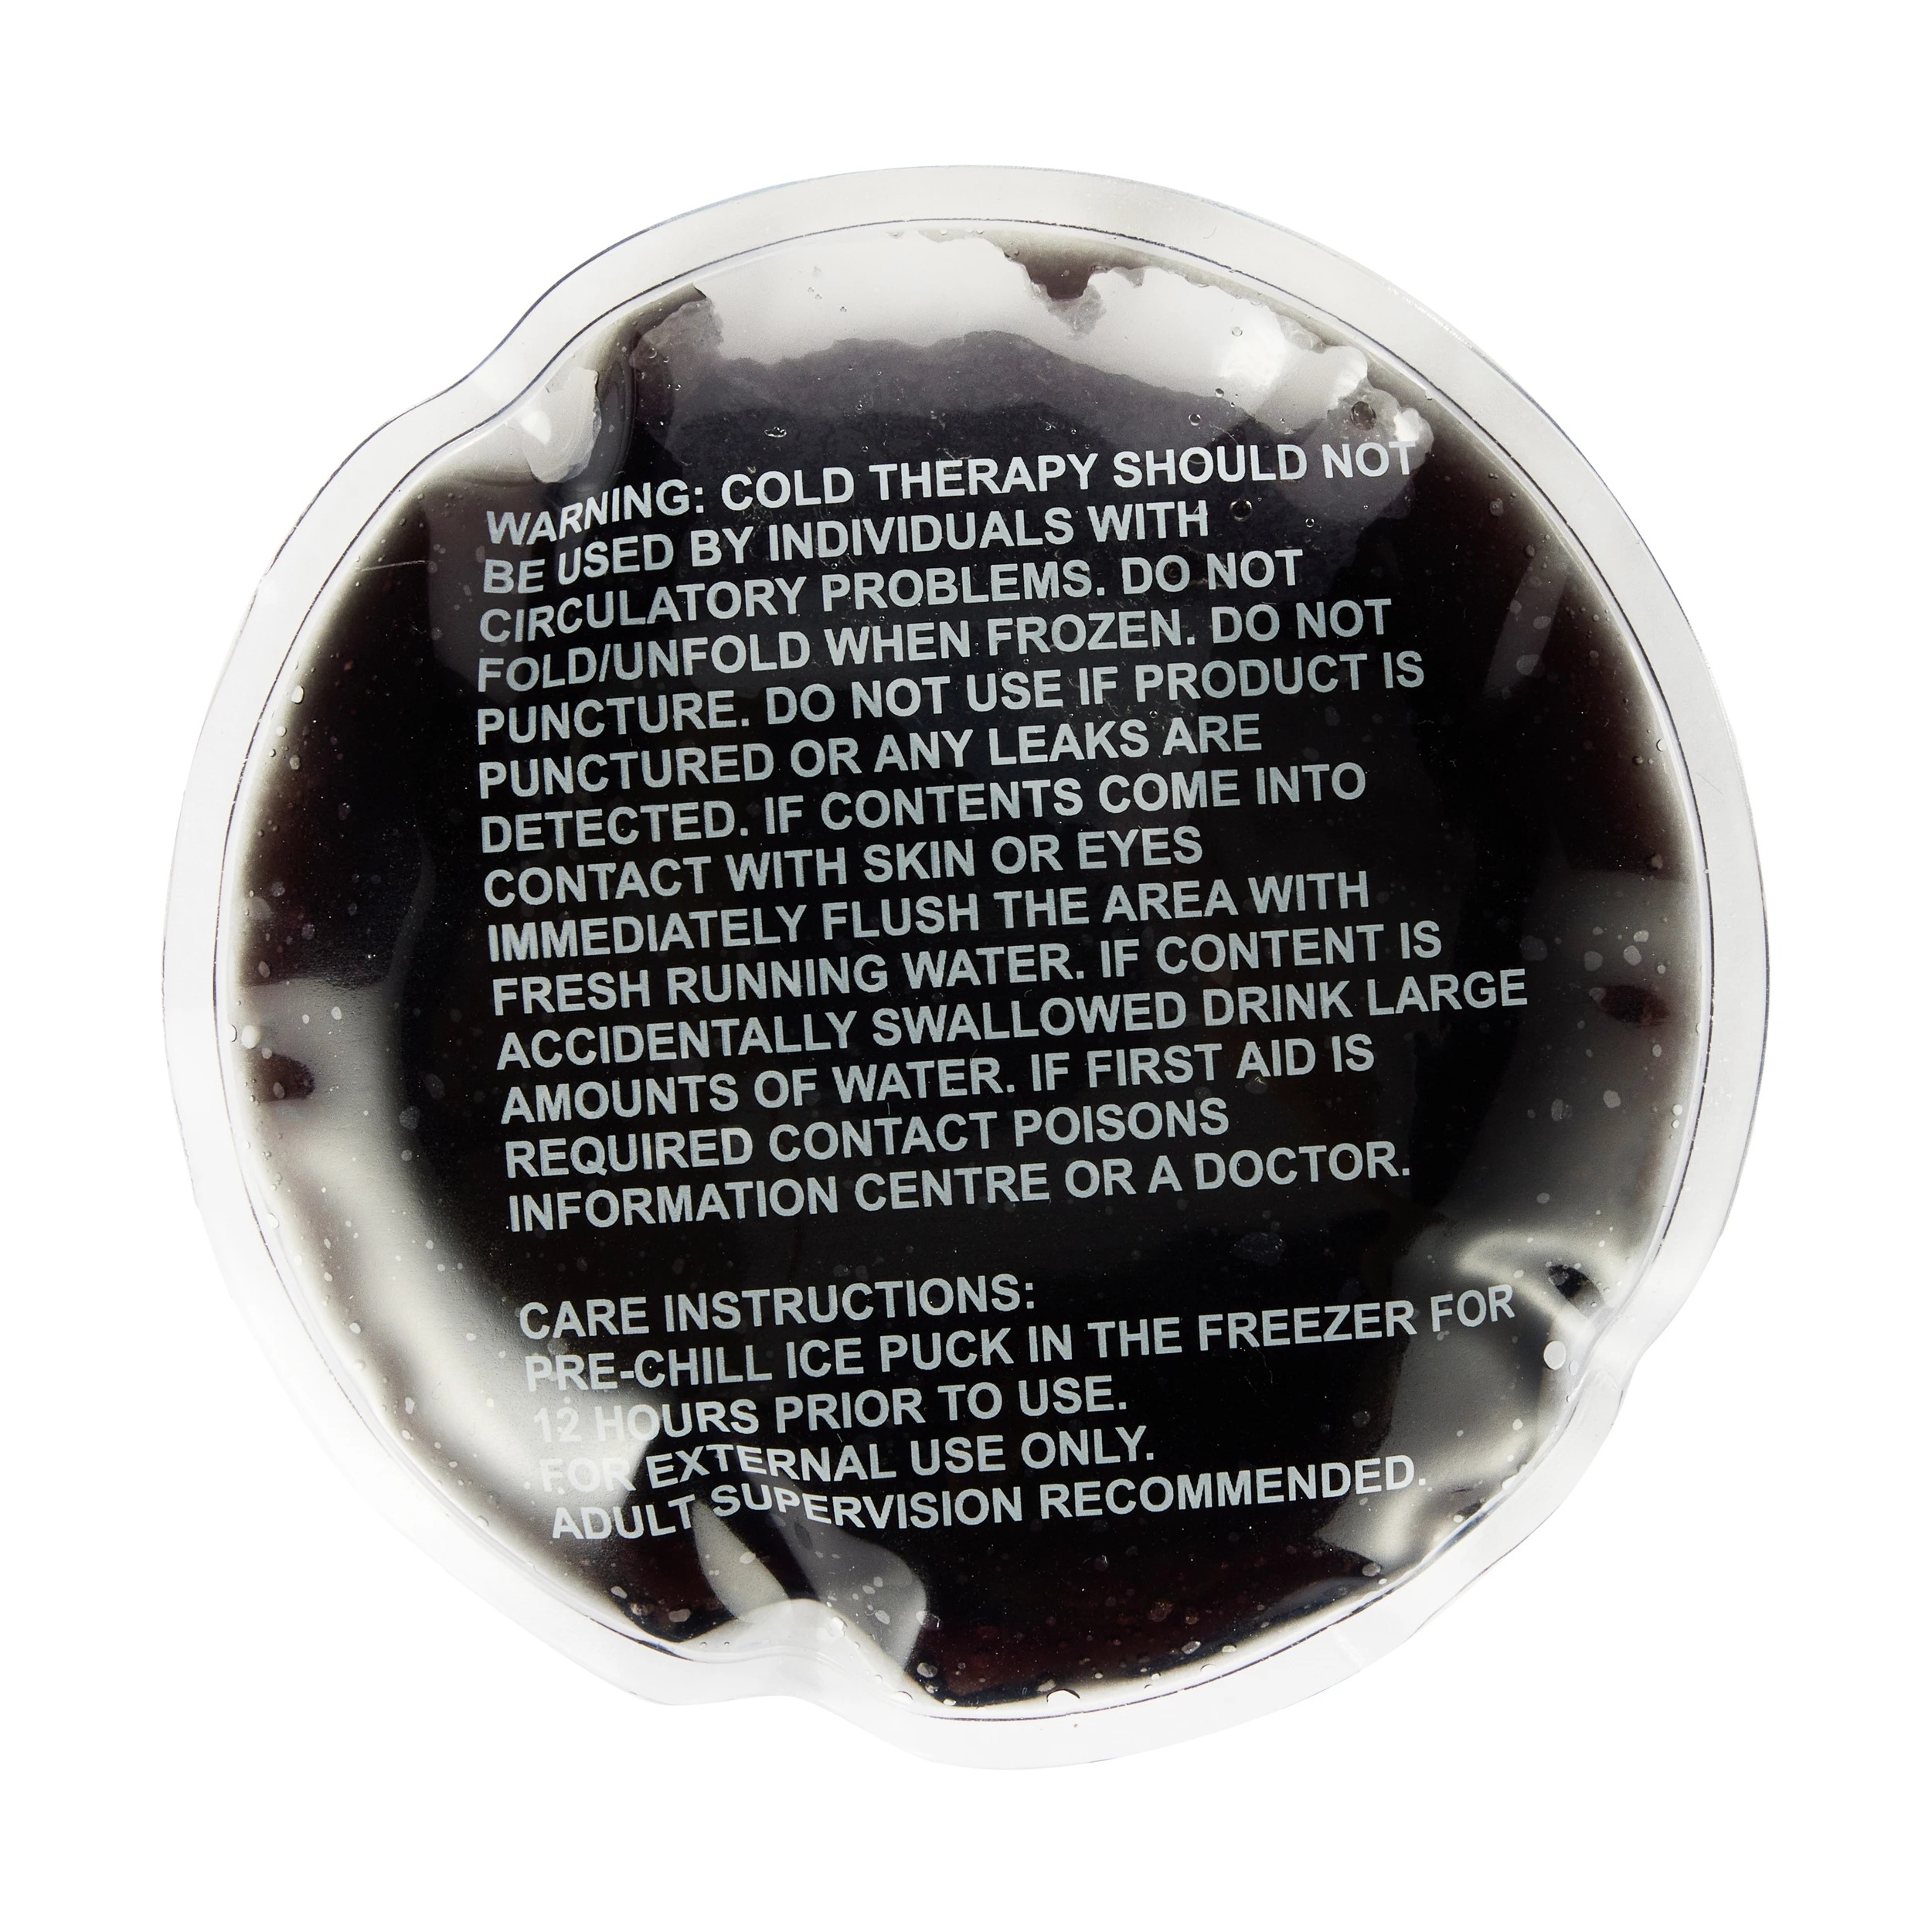 WARNING: COLD THERAPY SHOULD NOT
BE USED BY INDIVIDUALS WITH
CIRCULATORY PROBLEMS. DO NOT
FOLD/UNFOLD WHEN FROZEN. DO NOT
PUNCTURE. DO NOT USE IF PRODUCT IS
PUNCTURED OR ANY LEAKS ARE
DETECTED. IF CONTENTS COME INTO
CONTACT WITH SKIN OR EYES
IMMEDIATELY FLUSH THE AREA WITH
FRESH RUNNING WATER. IF CONTENT IS
ACCIDENTALLY SWALLOWED DRINK LARGE
AMOUNTS OF WATER. IF FIRST AID IS
REQUIRED CONTACT POISONS
INFORMATION CENTRE OR A DOCTOR.
CARE INSTRUCTIONS:
PRE-CHILL ICE PUCK IN THE FREEZER FOR
12 HOURS PRIOR TO USE.
FOR EXTERNAL USE ONLY.
ADULT SUPERVISION RECOMMENDED.